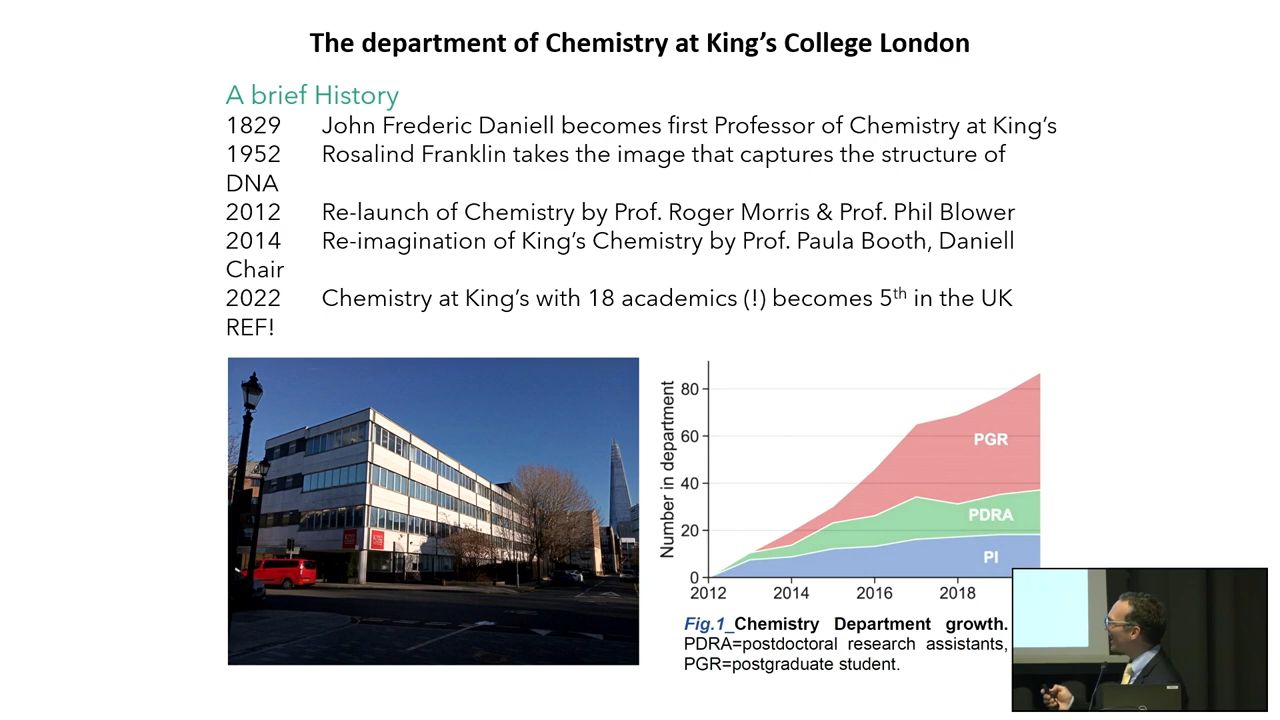 The department of Chemistry at King's College London
A brief History
1829 John Frederic Daniell becomes first Professor of Chemistry at King's
1952 Rosalind Franklin takes the image that captures the structure of
DNA
2012 Re-launch of Chemistry by Prof. Roger Morris & Prof. Phil Blower
2014 Re-imagination of King's Chemistry by Prof. Paula Booth, Daniell
Chair
2022 Chemistry at King's with 18 academics (!) becomes 5th in the UK
REF!
Number in department
80
60
40
20
0
PGR
PDRA
PI
2012 2014 2016 2018
Fig.1_Chemistry Department growth.
PDRA=postdoctoral research assistants,
PGR=postgraduate student.